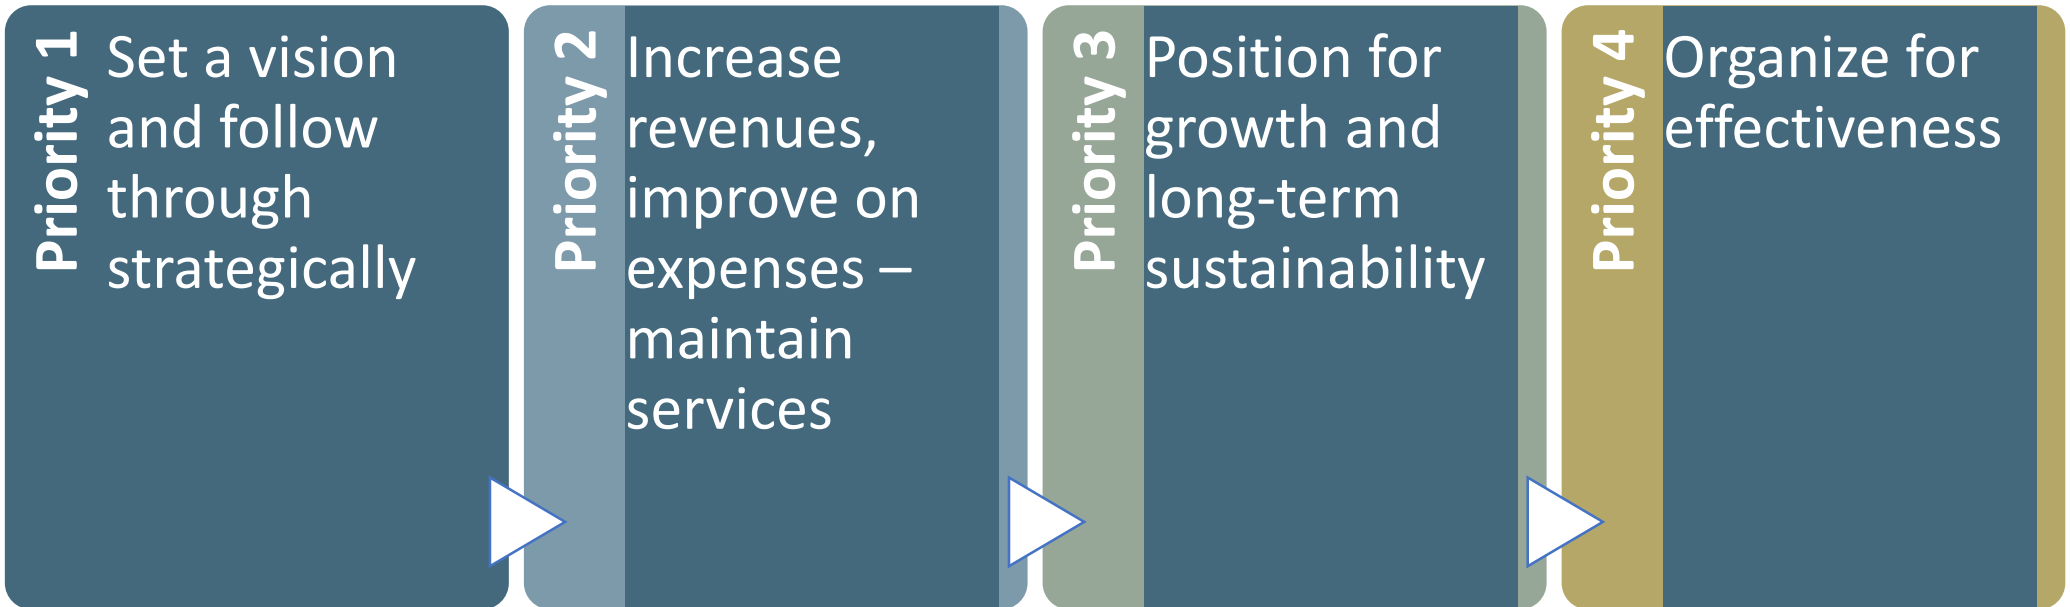 Priority 1
Set a vision
and follow
through
strategically
Priority 2
Increase
revenues,
improve on
expenses –
maintain
services
Priority 3
Position for
growth and
long-term
sustainability
Priority 4
Organize for
effectiveness